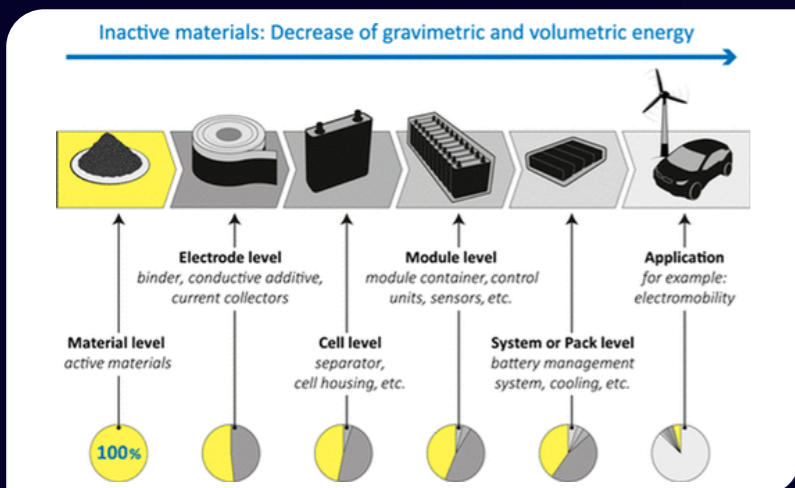 Inactive materials: Decrease of gravimetric and volumetric energy
Electrode level
binder, conductive additive,
current collectors
Module level
module container, control
units, sensors, etc.
Application
for example:
electromobility
Material level
active materials
Cell level
separator,
cell housing, etc.
System or Pack level
battery management
system, cooling, etc.
100%